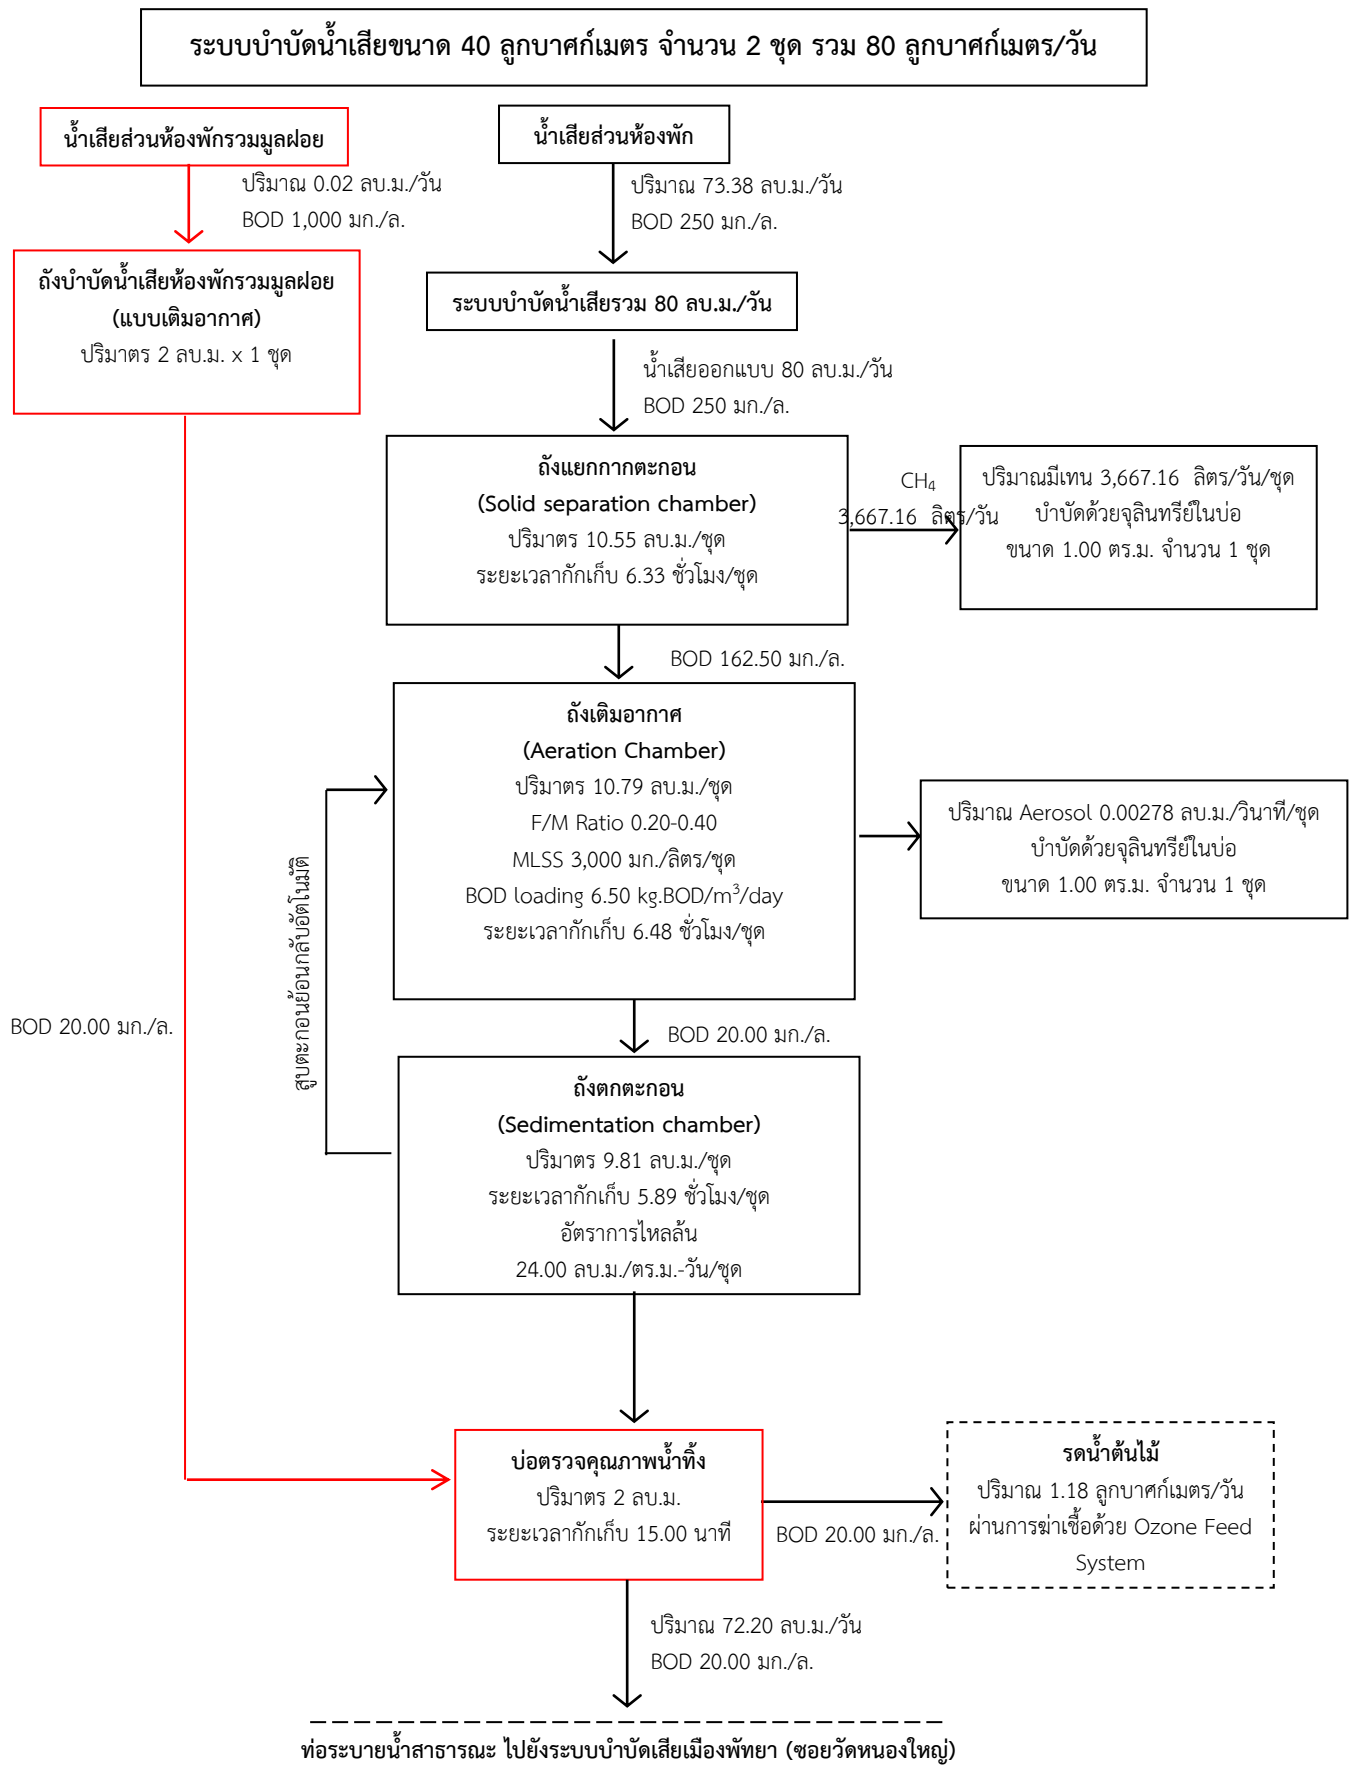 ระบบบำบัดน้ำเสียขนาด 40 ลูกบาศก์เมตร จำนวน 2 ชุด รวม 80 ลูกบาศก์เมตร/วัน
น้ำเสียส่วนห้องพักรวมมูลฝอย
น้ำเสียส่วนห้องพัก
ปริมาณ 0.02 ลบ.ม./วัน
BOD 1,000 มก./ล.
ปริมาณ 73.38 ลบ.ม./วัน
BOD 250 มก./ล.
ถังบำบัดน้ำเสียห้องพักรวมมูลฝอย
(แบบเติมอากาศ)
ปริมาตร 2 ลบ.ม. x 1 ชุด
ระบบบำบัดน้ำเสียรวม 80 ลบ.ม./วัน
น้ำเสียออกแบบ 80 ลบ.ม./วัน
BOD 250 มก./ล.
ถังแยกกากตะกอน
(Solid separation chamber)
ปริมาตร 10.55 ลบ.ม./ชุด
ระยะเวลากักเก็บ 6.33 ชั่วโมง/ชุด
CH4
3,667.16 ลิตร/วัน
ปริมาณมีเทน 3,667.16 ลิตร/วัน/ชุด
บำบัดด้วยจุลินทรีย์ในบ่อ
ขนาด 1.00 ตร.ม. จำนวน 1 ชุด
BOD 162.50 มก./ล.
ถังเติมอากาศ
(Aeration Chamber)
ปริมาตร 10.79 ลบ.ม./ชุด
F/M Ratio 0.20-0.40
MLSS 3,000 มก./ลิตร/ชุด
BOD loading 6.50 kg.BOD/m³/day
ระยะเวลากักเก็บ 6.48 ชั่วโมง/ชุด
ปริมาณ Aerosol 0.00278 ลบ.ม./วินาที/ชุด
บำบัดด้วยจุลินทรีย์ในบ่อ
ขนาด 1.00 ตร.ม. จำนวน 1 ชุด
สูบตะกอนย้อนกลับอัตโนมัติ
BOD 20.00 มก./ล.
BOD 20.00 มก./ล.
ถังตกตะกอน
(Sedimentation chamber)
ปริมาตร 9.81 ลบ.ม./ชุด
ระยะเวลากักเก็บ 5.89 ชั่วโมง/ชุด
อัตราการไหลล้น
24.00 ลบ.ม./ตร.ม.-วัน/ชุด
บ่อตรวจคุณภาพน้ำทิ้ง
ปริมาตร 2 ลบ.ม.
ระยะเวลากักเก็บ 15.00 นาที
BOD 20.00 มก./ล.
รดน้ำต้นไม้
ปริมาณ 1.18 ลูกบาศก์เมตร/วัน
ผ่านการฆ่าเชื้อด้วย Ozone Feed
System
ปริมาณ 72.20 ลบ.ม./วัน
BOD 20.00 มก./ล.
ท่อระบายน้ำสาธารณะ ไปยังระบบบำบัดเสียเมืองพัทยา (ซอยวัดหนองใหญ่)